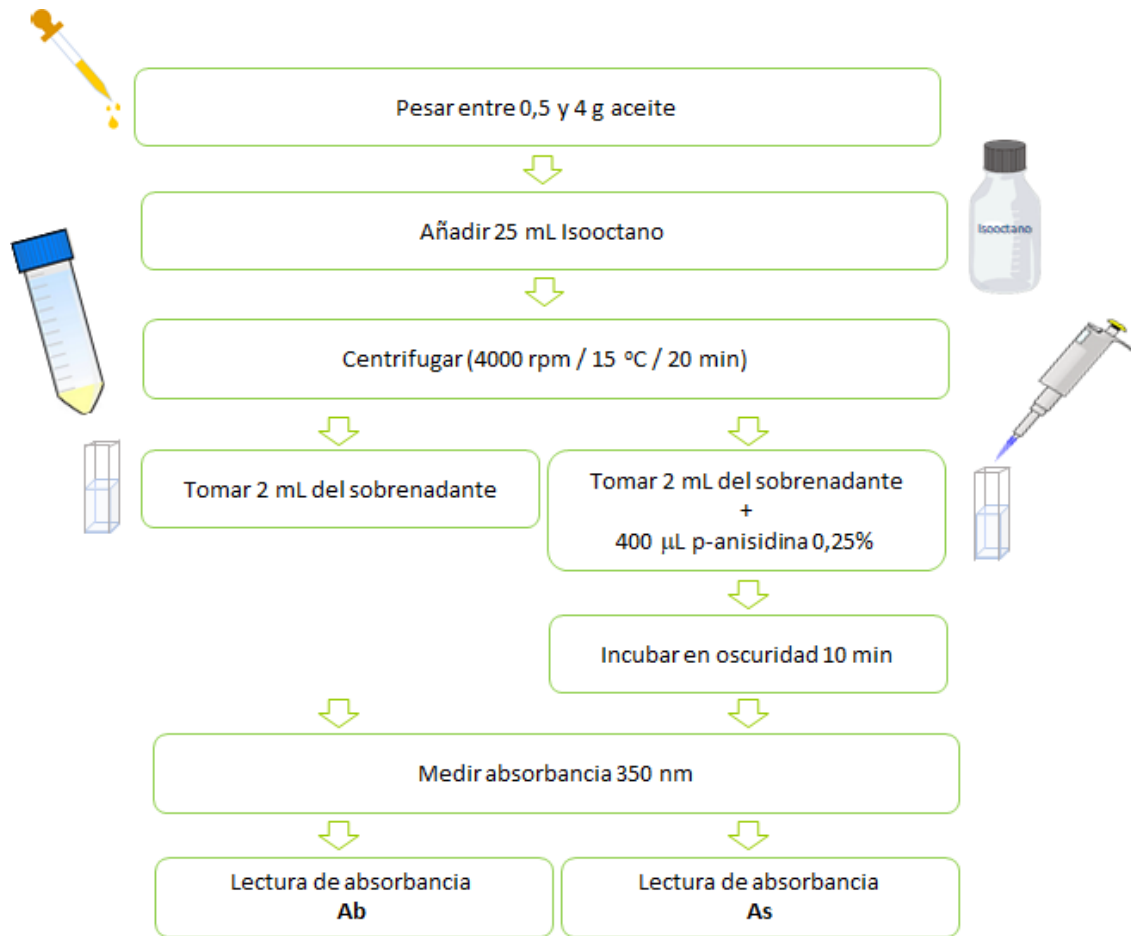 Pesar entre 0,5 y 4 g aceite
Añadir 25 mL Isooctano
Isooctano
Centrifugar (4000 rpm / 15 ºC / 20 min)
Tomar 2 mL del sobrenadante
Tomar 2 mL del sobrenadante
+
400 µL p-anisidina 0,25%
Incubar en oscuridad 10 min
Medir absorbancia 350 nm
Lectura de absorbancia
Ab
Lectura de absorbancia
As